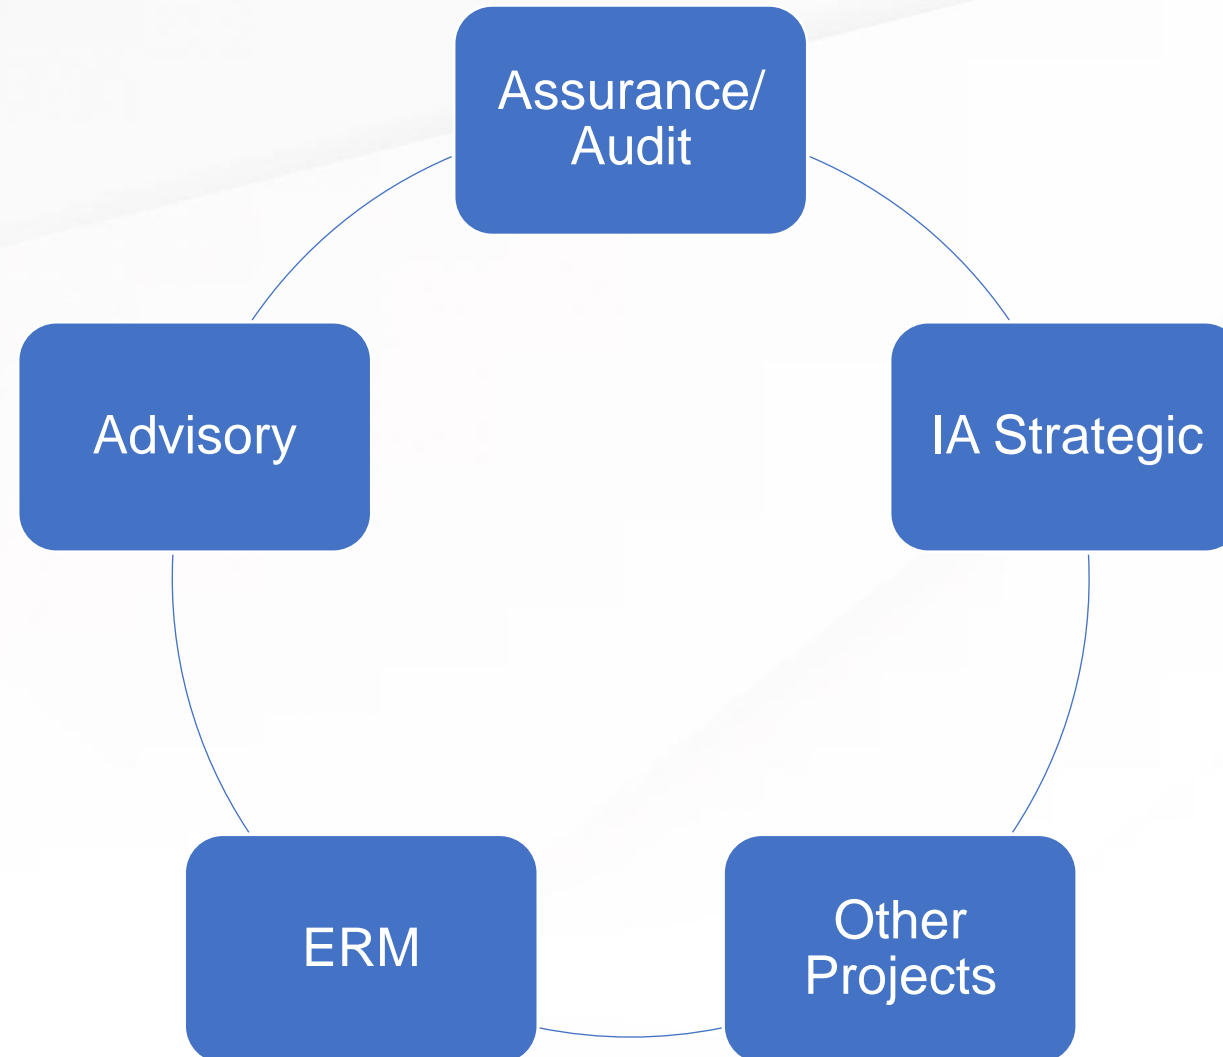 Assurance/
Audit
Advisory
IA Strategic
ERM
Other
Projects